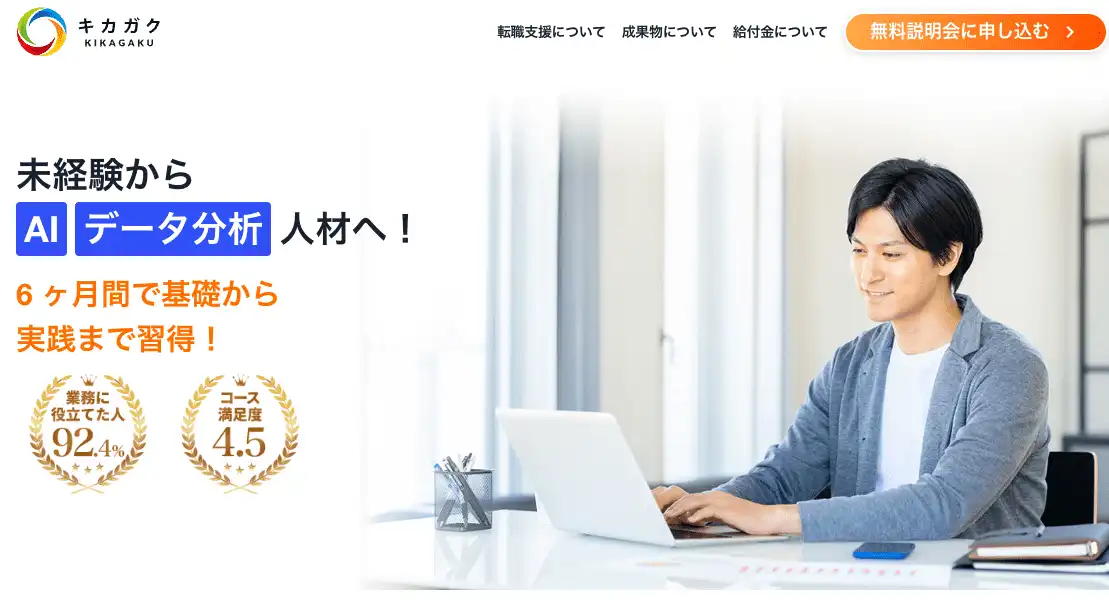 キカガク
KIKAGAKU
転職支援について 成果物について 給付金について 無料説明会に申し込む
未経験から
AI データ分析 人材へ！
6 ヶ月間で基礎から
実践まで習得！
業務に
役立てた人
92.4%
コース
満足度
4.5